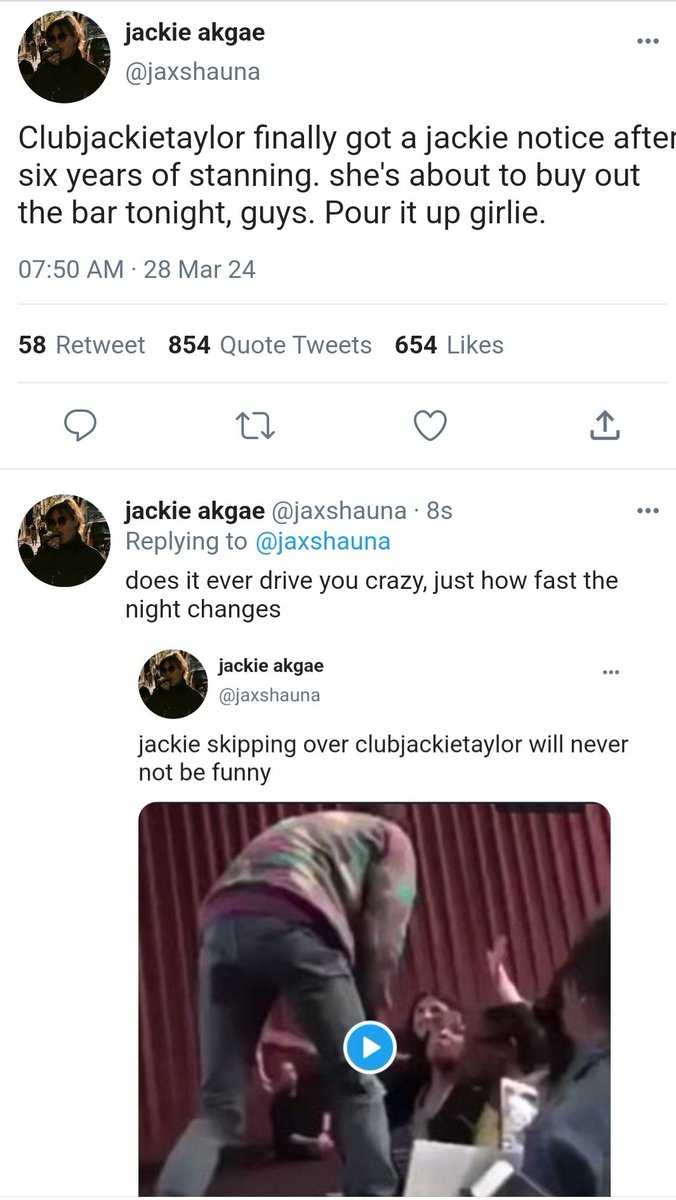 jackie akgae
@jaxshauna
Clubjackietaylor finally got a jackie notice after
six years of stanning. she's about to buy out
the bar tonight, guys. Pour it up girlie.
07:50 AM · 28 Mar 24
58 Retweet 854 Quote Tweets 654 Likes
jackie akgae @jaxshauna · 8s
Replying to @jaxshauna
does it ever drive you crazy, just how fast the
night changes
jackie akgae
@jaxshauna
jackie skipping over clubjackietaylor will never
not be funny